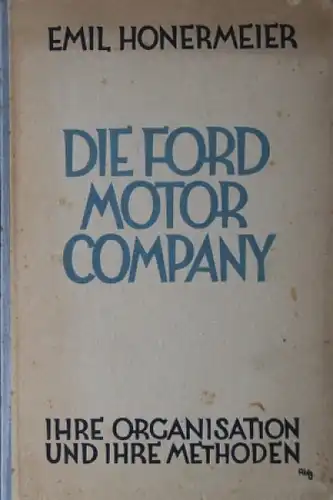 EMIL HONERMEIER
DIE FORD
MOTOR
COMPANY
IHRE ORGANISATION
UND IHRE METHODEN